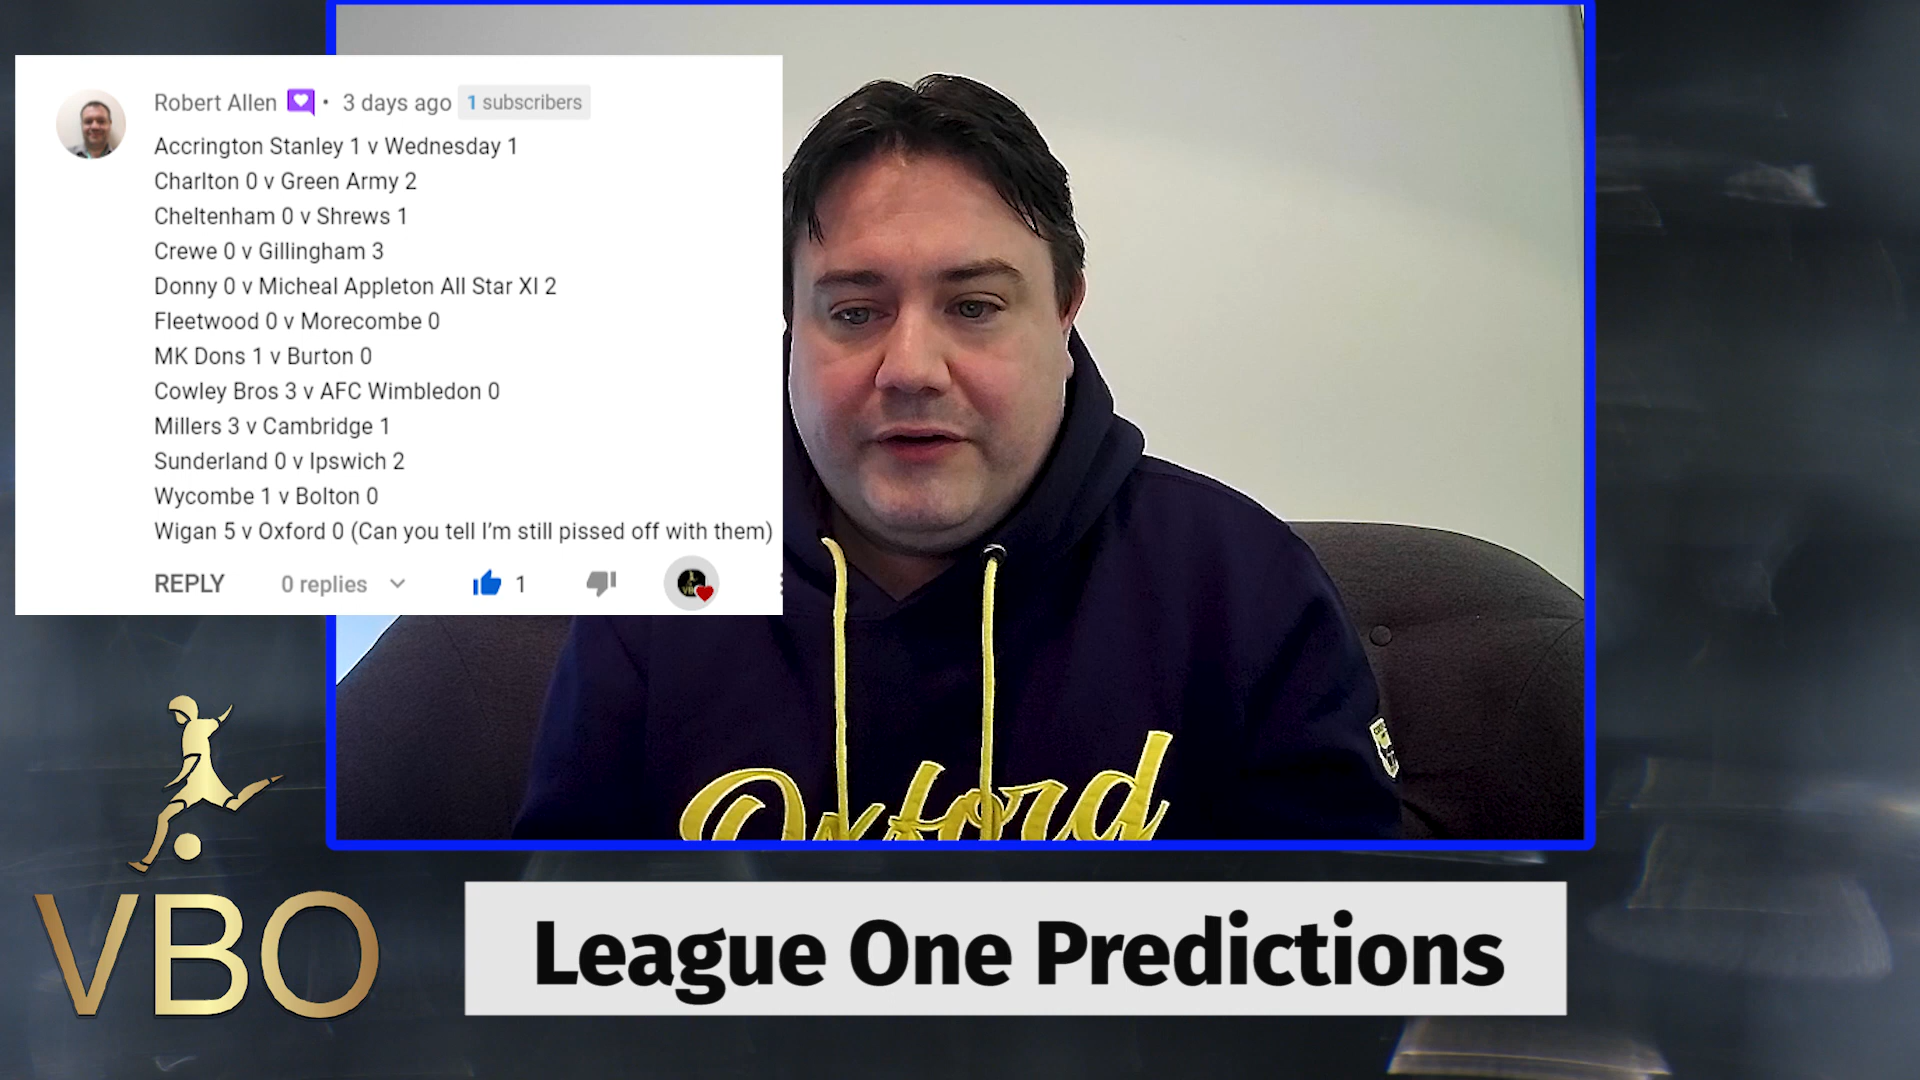 Robert Allen • 3 days ago 1 subscribers
Accrington Stanley 1 v Wednesday 1
Charlton 0 v Green Army 2
Cheltenham 0 v Shrews 1
Crewe 0 v Gillingham 3
Donny 0 v Micheal Appleton All Star XI 2
Fleetwood 0 v Morecombe 0
MK Dons 1 v Burton 0
Cowley Bros 3 v AFC Wimbledon 0
Millers 3 v Cambridge 1
Sunderland 0 v Ipswich 2
Wycombe 1 v Bolton 0
Wigan 5 v Oxford 0 (Can you tell I'm still pissed off with them)
REPLY 0 replies 1
Oxford
VBO
League One Predictions